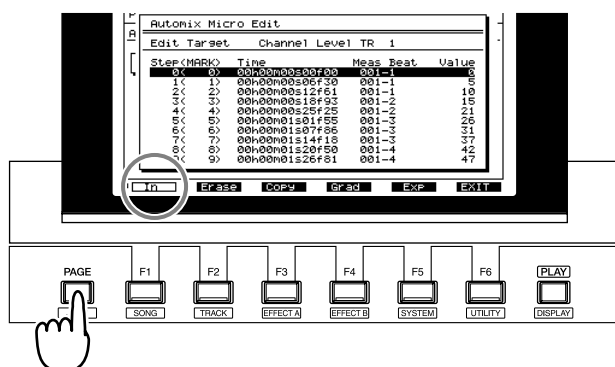 Automix Micro Edit
Edit Target Channel Level TR 1
Step(MARK) Time Meas Beat Value
0( 0) 00h00m00s00f00 001-1 0
1( 1) 00h00m00s06f30 001-1 5
2( 2) 00h00m00s12f61 001-1 10
3( 3) 00h00m00s18f93 001-2 15
4( 4) 00h00m00s25f25 001-2 21
5( 5) 00h00m01s01f55 001-3 26
6( 6) 00h00m01s07f86 001-3 31
7( 7) 00h00m01s14f18 001-3 37
8( 8) 00h00m01s20f50 001-4 42
9) 00h00m01s26f81 001-4 47
In Erase Copy Grad Exp EXIT
PAGE F1 F2 F3 F4 F5 F6 PLAY
SONG TRACK EFFECT A EFFECT B SYSTEM UTILITY DISPLAY